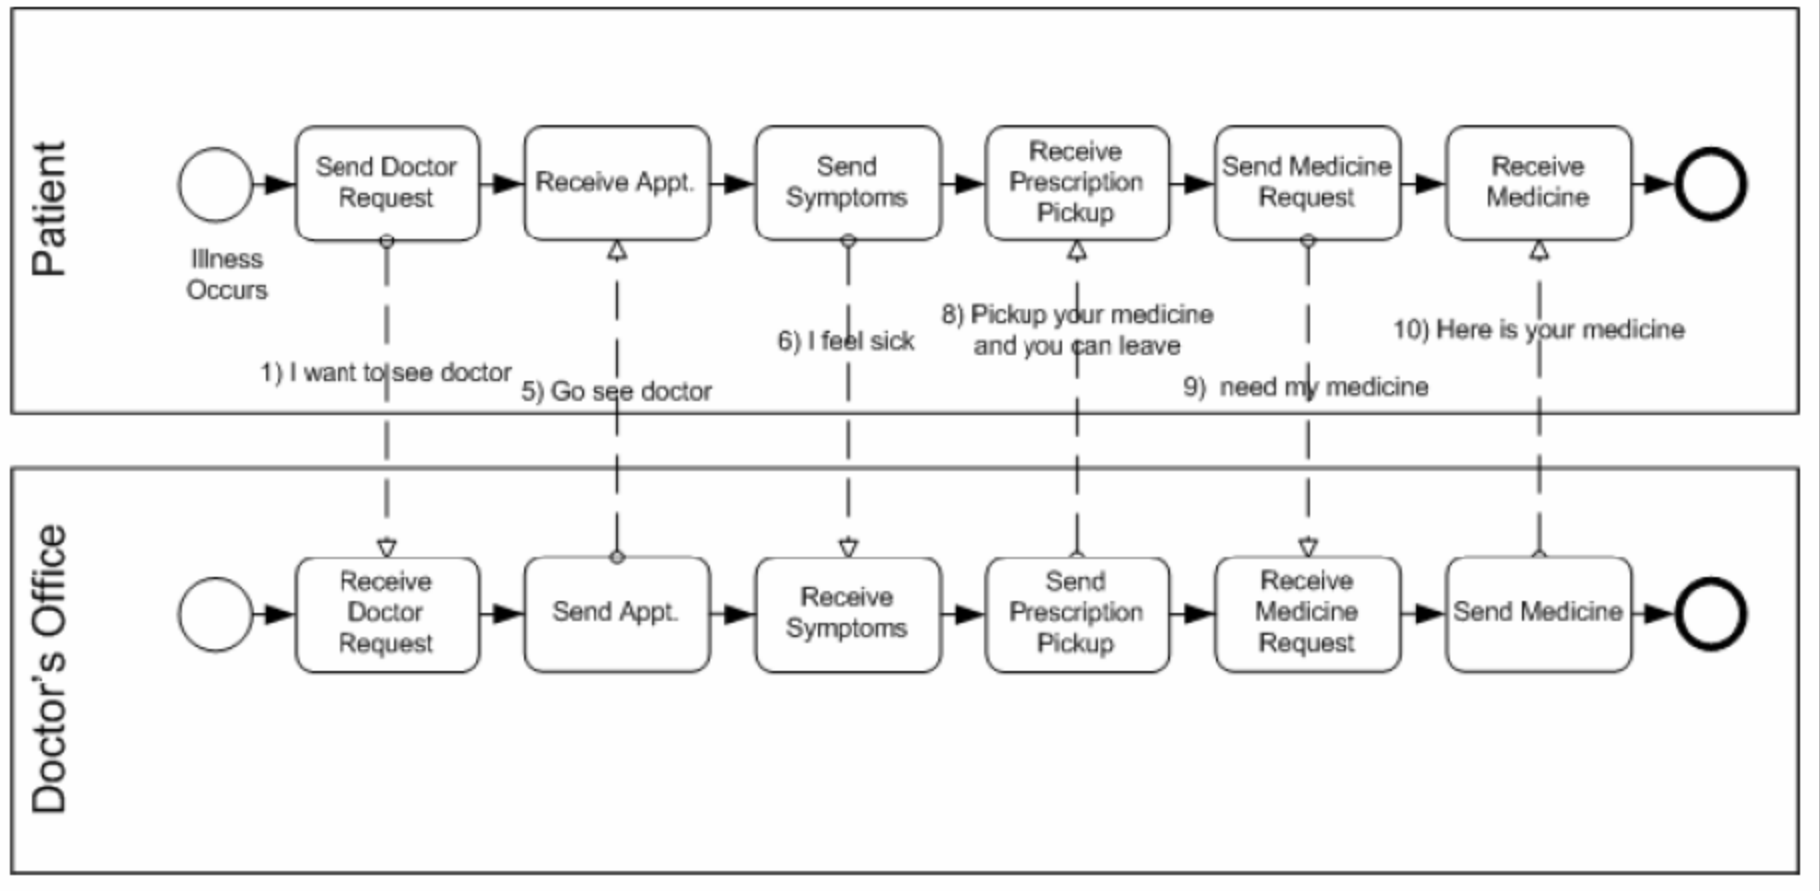 Patient
Send Doctor
Request
Receive Appt.
Send
Symptoms
Receive
Prescription
Pickup
Send Medicine
Request
Receive
Medicine
Illness
Occurs
1) I want to see doctor
5) Go see doctor
6) I feel sick
8) Pickup your medicine
and you can leave
9) need my medicine
10) Here is your medicine
Doctor's Office
Receive
Doctor
Request
Send Appt.
Receive
Symptoms
Send
Prescription
Pickup
Receive
Medicine
Request
Send Medicine